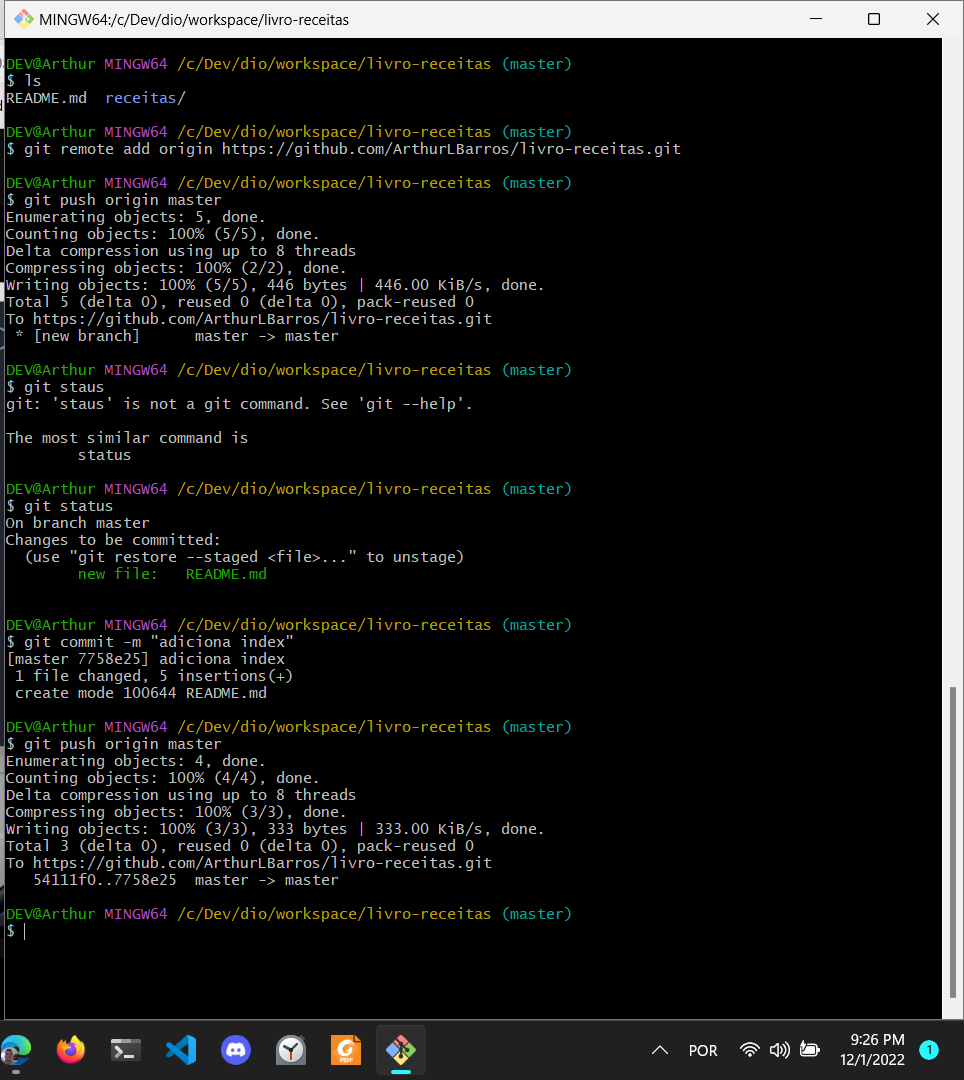 MINGW64:/c/Dev/dio/workspace/livro-receitas
DEV@Arthur MINGW64 /c/Dev/dio/workspace/livro-receitas (master)
$ ls
README.md  receitas/
DEV@Arthur MINGW64 /c/Dev/dio/workspace/livro-receitas (master)
$ git remote add origin https://github.com/ArthurLBarros/livro-receitas.git
DEV@Arthur MINGW64 /c/Dev/dio/workspace/livro-receitas (master)
$ git push origin master
Enumerating objects: 5, done.
Counting objects: 100% (5/5), done.
Delta compression using up to 8 threads
Compressing objects: 100% (2/2), done.
Writing objects: 100% (5/5), 446 bytes | 446.00 KiB/s, done.
Total 5 (delta 0), reused 0 (delta 0), pack-reused 0
To https://github.com/ArthurLBarros/livro-receitas.git
 * [new branch]      master -> master
DEV@Arthur MINGW64 /c/Dev/dio/workspace/livro-receitas (master)
$ git staus
git: 'staus' is not a git command. See 'git --help'.
The most similar command is
        status
DEV@Arthur MINGW64 /c/Dev/dio/workspace/livro-receitas (master)
$ git status
On branch master
Changes to be committed:
  (use "git restore --staged <file>..." to unstage)
        new file:   README.md
DEV@Arthur MINGW64 /c/Dev/dio/workspace/livro-receitas (master)
$ git commit -m "adiciona index"
[master 7758e25] adiciona index
 1 file changed, 5 insertions(+)
 create mode 100644 README.md
DEV@Arthur MINGW64 /c/Dev/dio/workspace/livro-receitas (master)
$ git push origin master
Enumerating objects: 4, done.
Counting objects: 100% (4/4), done.
Delta compression using up to 8 threads
Compressing objects: 100% (3/3), done.
Writing objects: 100% (3/3), 333 bytes | 333.00 KiB/s, done.
Total 3 (delta 0), reused 0 (delta 0), pack-reused 0
To https://github.com/ArthurLBarros/livro-receitas.git
   54111f0..7758e25  master -> master
DEV@Arthur MINGW64 /c/Dev/dio/workspace/livro-receitas (master)
$
PDF
POR
9:26 PM
12/1/2022
1